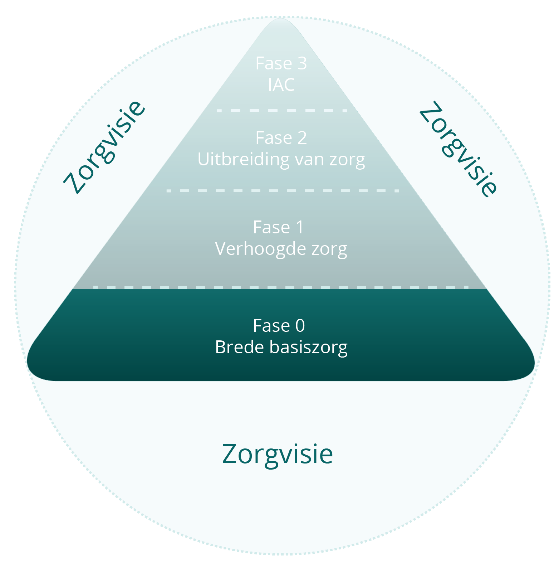 Fase 3
IAC
Zorgvisie
Zorgvisie
Fase 2
Uitbreiding van zorg
Fase 1
Verhoogde zorg
Fase 0
Brede basiszorg
Zorgvisie